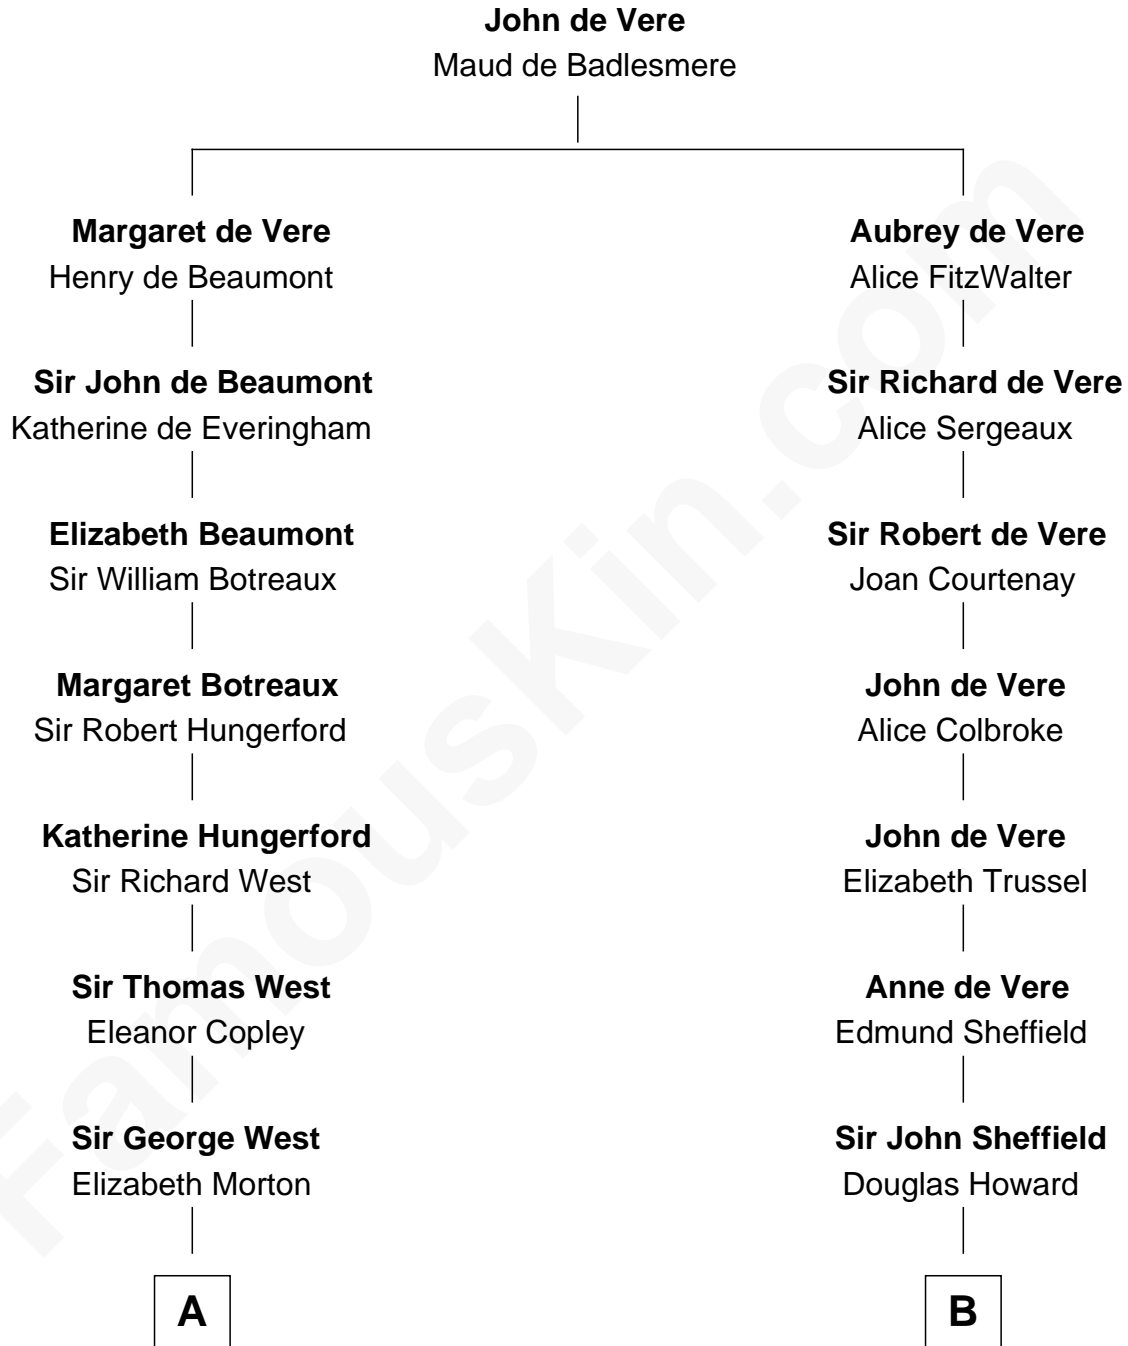 John de Vere
Maud de Badlesmere
Margaret de Vere
Henry de Beaumont
Aubrey de Vere
Alice FitzWalter
Sir John de Beaumont
Katherine de Everingham
Sir Richard de Vere
Alice Sergeaux
Elizabeth Beaumont
Sir William Botreaux
Sir Robert de Vere
Joan Courtenay
Margaret Botreaux
Sir Robert Hungerford
John de Vere
Alice Colbroke
Katherine Hungerford
Sir Richard West
John de Vere
Elizabeth Trussel
Sir Thomas West
Eleanor Copley
Anne de Vere
Edmund Sheffield
Sir George West
Elizabeth Morton
Sir John Sheffield
Douglas Howard
A
B
FamousKin.com